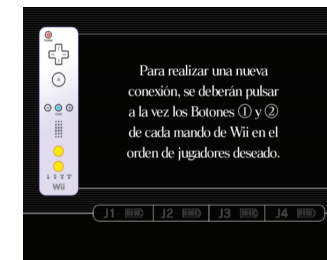 Para realizar una nueva
conexión, se deberán pulsar
a la vez los Botones ① y ②
de cada mando de Wii en el
orden de jugadores deseado.
Wii
J1 J2 J3 J4